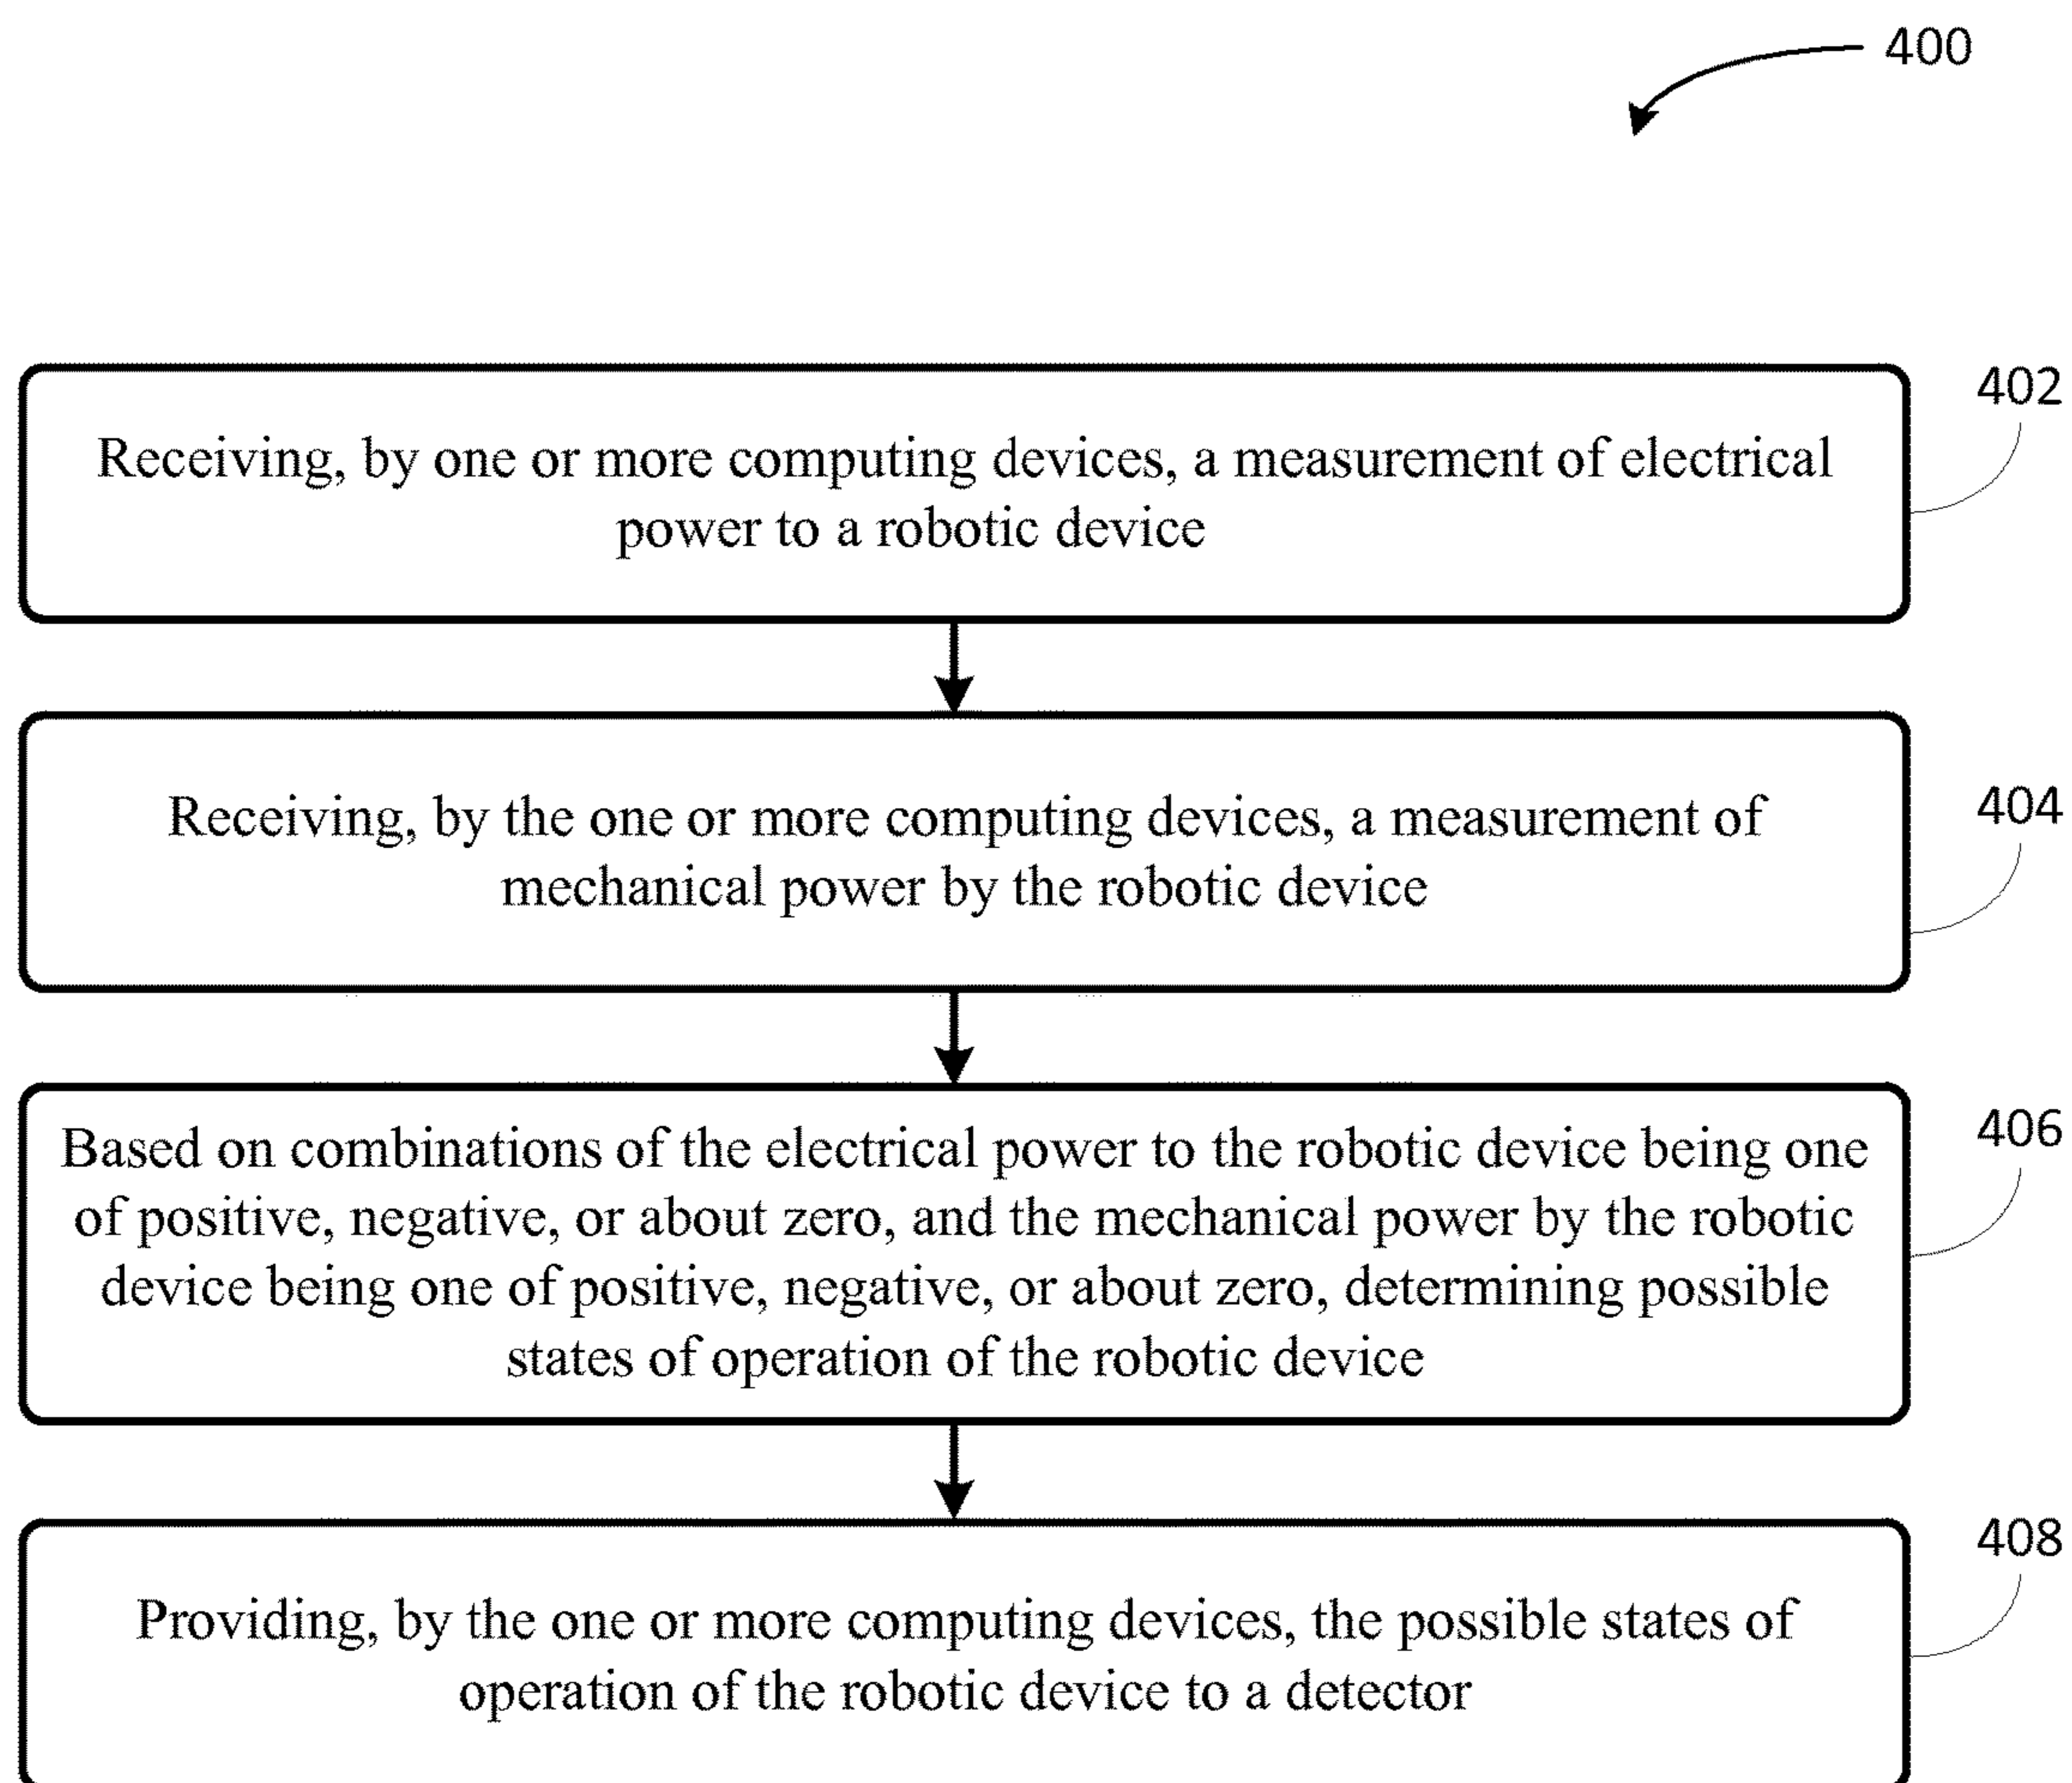 400
402
Receiving, by one or more computing devices, a measurement of electrical
power to a robotic device
404
Receiving, by the one or more computing devices, a measurement of
mechanical power by the robotic device
406
Based on combinations of the electrical power to the robotic device being one
of positive, negative, or about zero, and the mechanical power by the robotic
device being one of positive, negative, or about zero, determining possible
states of operation of the robotic device
408
Providing, by the one or more computing devices, the possible states of
operation of the robotic device to a detector